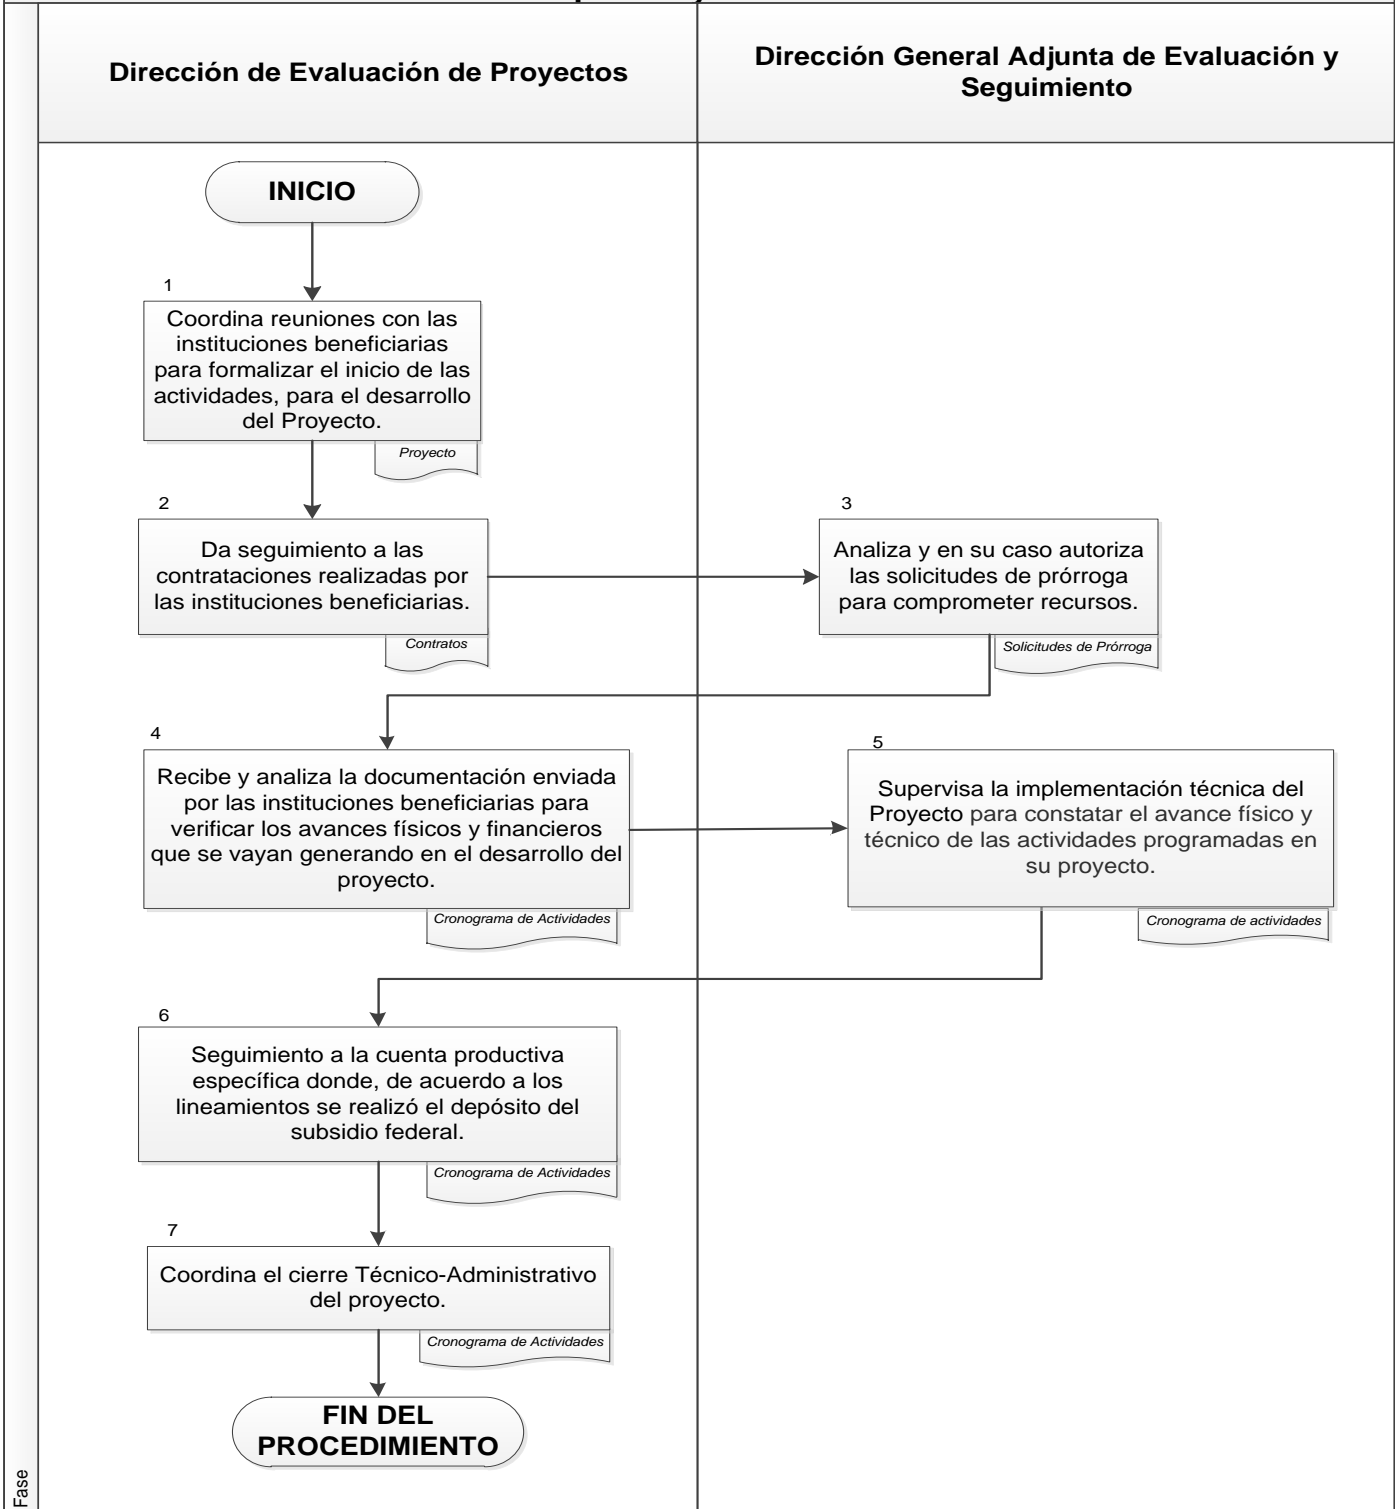 Dirección de Evaluación de Proyectos
Dirección General Adjunta de Evaluación y
Seguimiento
INICIO
1
Coordina reuniones con las
instituciones beneficiarias
para formalizar el inicio de las
actividades, para el desarrollo
del Proyecto.
Proyecto
2
Da seguimiento a las
contrataciones realizadas por
las instituciones beneficiarias.
Contratos
3
Analiza y en su caso autoriza
las solicitudes de prórroga
para comprometer recursos.
Solicitudes de Prórroga
4
Recibe y analiza la documentación enviada
por las instituciones beneficiarias para
verificar los avances físicos y financieros
que se vayan generando en el desarrollo del
proyecto.
Cronograma de Actividades
5
Supervisa la implementación técnica del
Proyecto para constatar el avance físico y
técnico de las actividades programadas en
su proyecto.
Cronograma de actividades
6
Seguimiento a la cuenta productiva
específica donde, de acuerdo a los
lineamientos se realizó el depósito del
subsidio federal.
Cronograma de Actividades
7
Coordina el cierre Técnico-Administrativo
del proyecto.
Cronograma de Actividades
FIN DEL
PROCEDIMIENTO
Fase